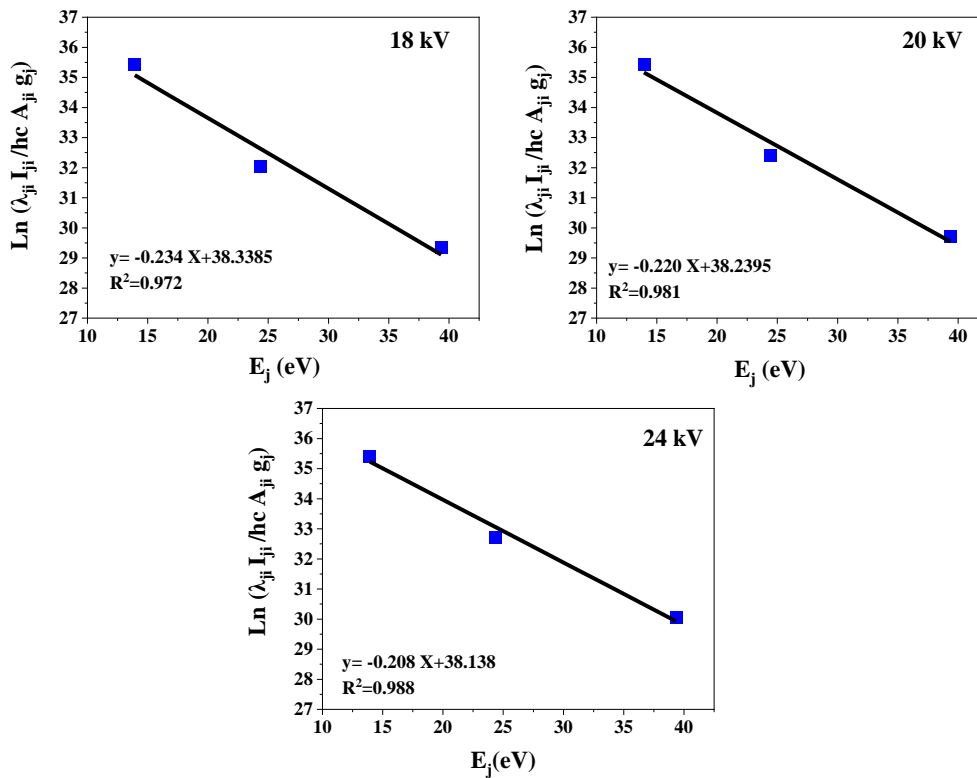 18 kV
Ln (λji Iji /hc Aji gj)
37
36
35
34
33
32
31
30
29
28
27
y= -0.234 X+38.3385
R²=0.972
10 15 20 25 30 35 40
Ej (eV)
20 kV
Ln (λji Iji /hc Aji gj)
37
36
35
34
33
32
31
30
29
28
27
y= -0.220 X+38.2395
R²=0.981
10 15 20 25 30 35 40
Ej (eV)
24 kV
Ln (λji Iji /hc Aji gj)
37
36
35
34
33
32
31
30
29
28
27
y= -0.208 X+38.138
R²=0.988
10 15 20 25 30 35 40
Ej(eV)